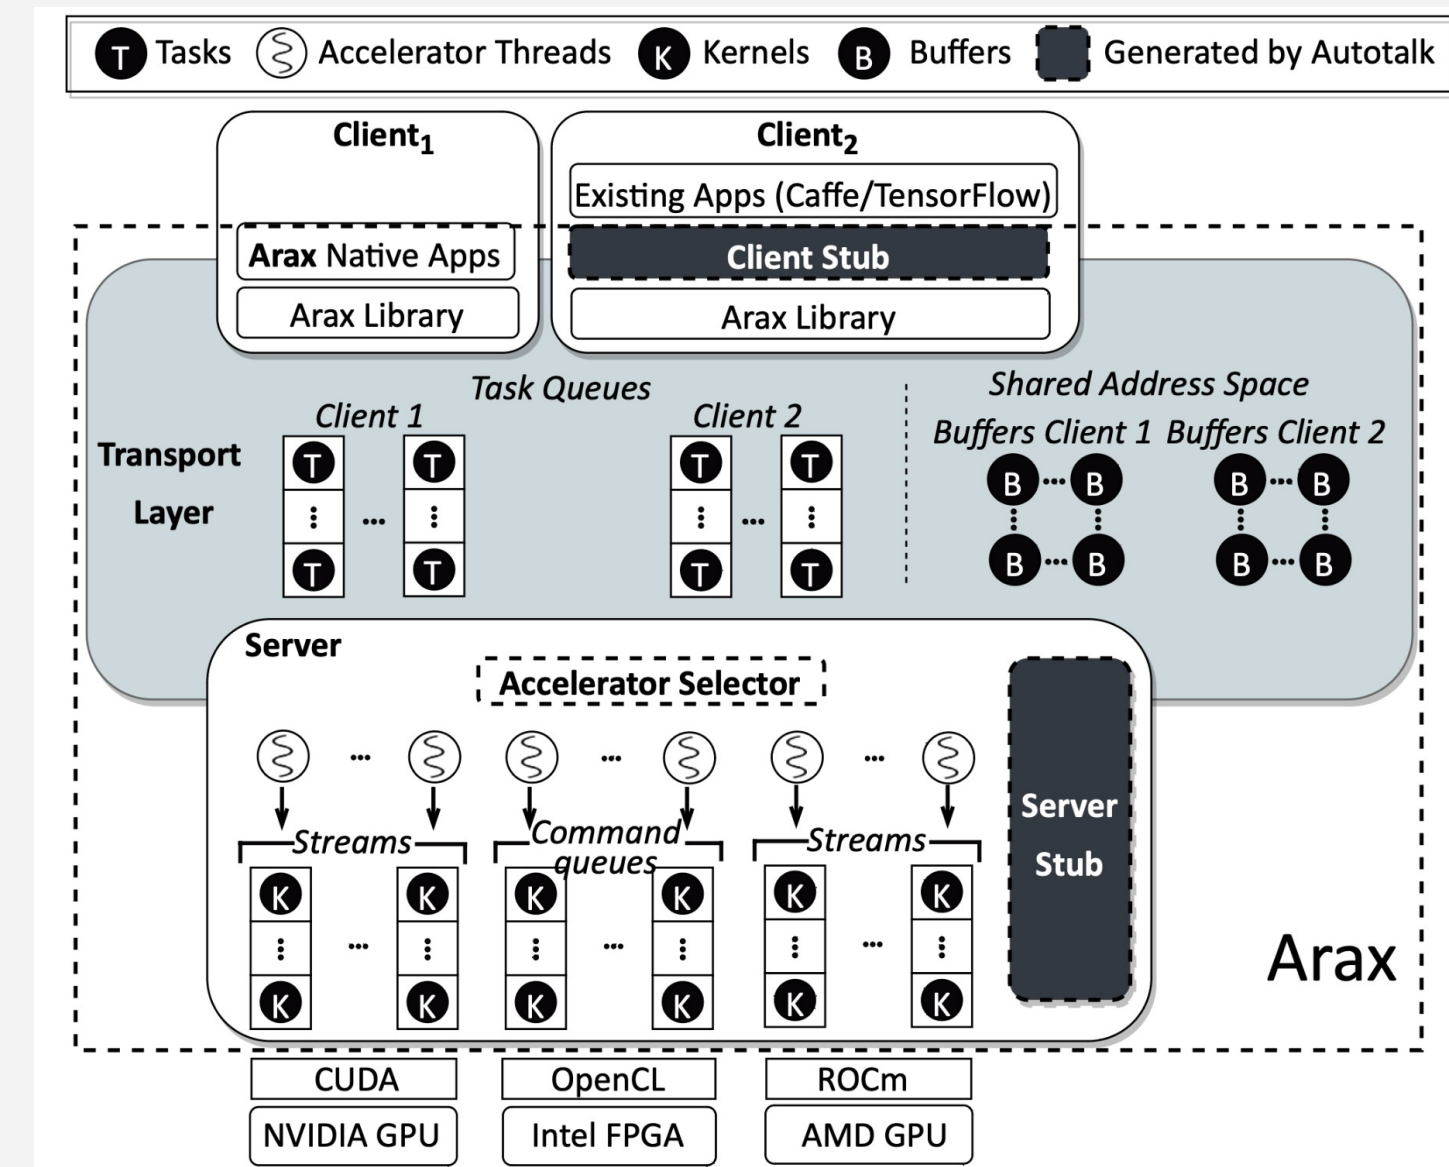 T Tasks Accelerator Threads K Kernels B Buffers Generated by Autotalk
Client1 Client2
Existing Apps (Caffe/TensorFlow)
Arax Native Apps Client Stub
Arax Library Arax Library
Task Queues Shared Address Space
Client 1 Client 2 Buffers Client 1 Buffers Client 2
Transport
Layer
T T T T B ... B B ... B
... ... ... ...
T T T T B ... B B ... B
Server
Accelerator Selector
... ... ...
Streams Command queues Streams
Server
Stub
K K K K K K
... ... ...
K K K K K K
Arax
CUDA OpenCL ROCm
NVIDIA GPU Intel FPGA AMD GPU